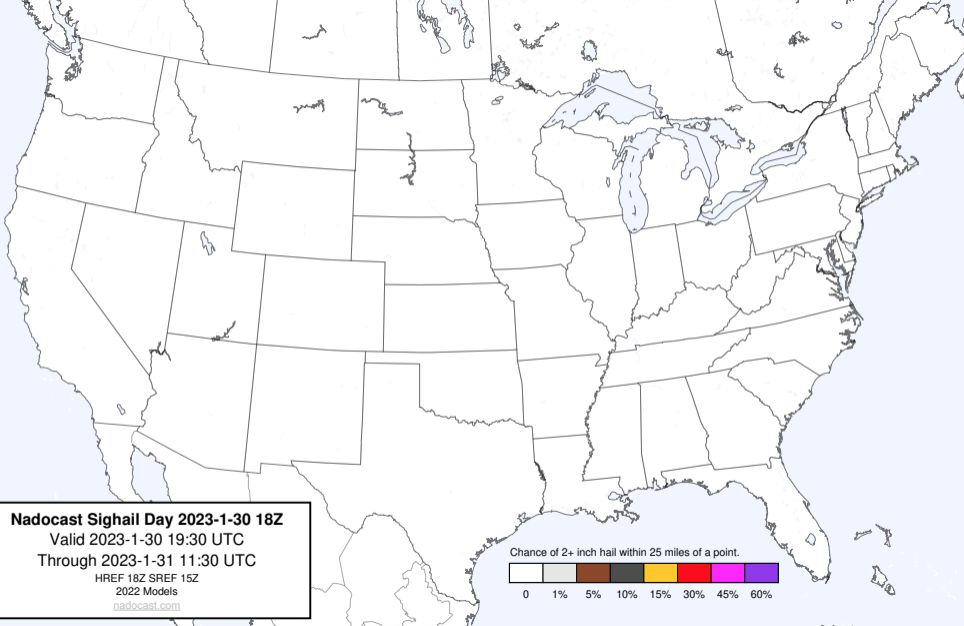 Nadocast Sighail Day 2023-1-30 18Z
Valid 2023-1-30 19:30 UTC
Through 2023-1-31 11:30 UTC
HREF 18Z SREF 15Z
2022 Models
nadocast.com
Chance of 2+ inch hail within 25 miles of a point.
0 1% 5% 10% 15% 30% 45% 60%